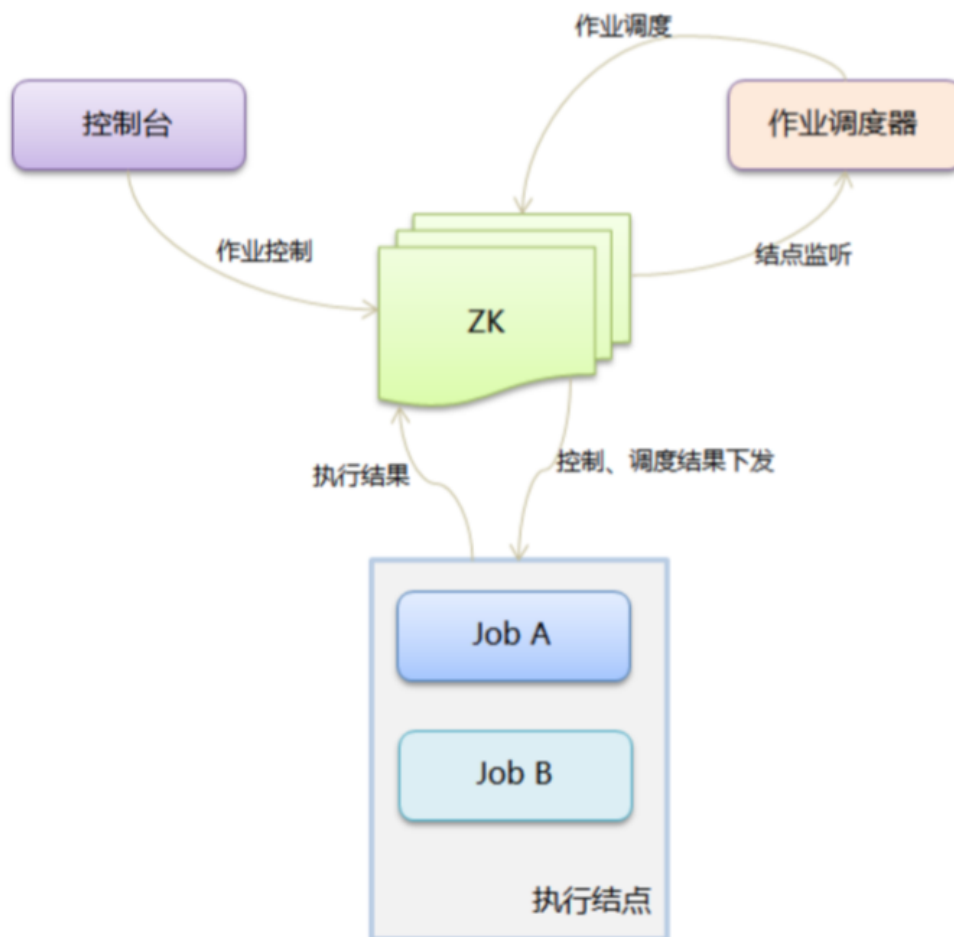 作业调度
控制台
作业调度器
作业控制
结点监听
ZK
执行结果
控制、调度结果下发
Job A
Job B
执行结点